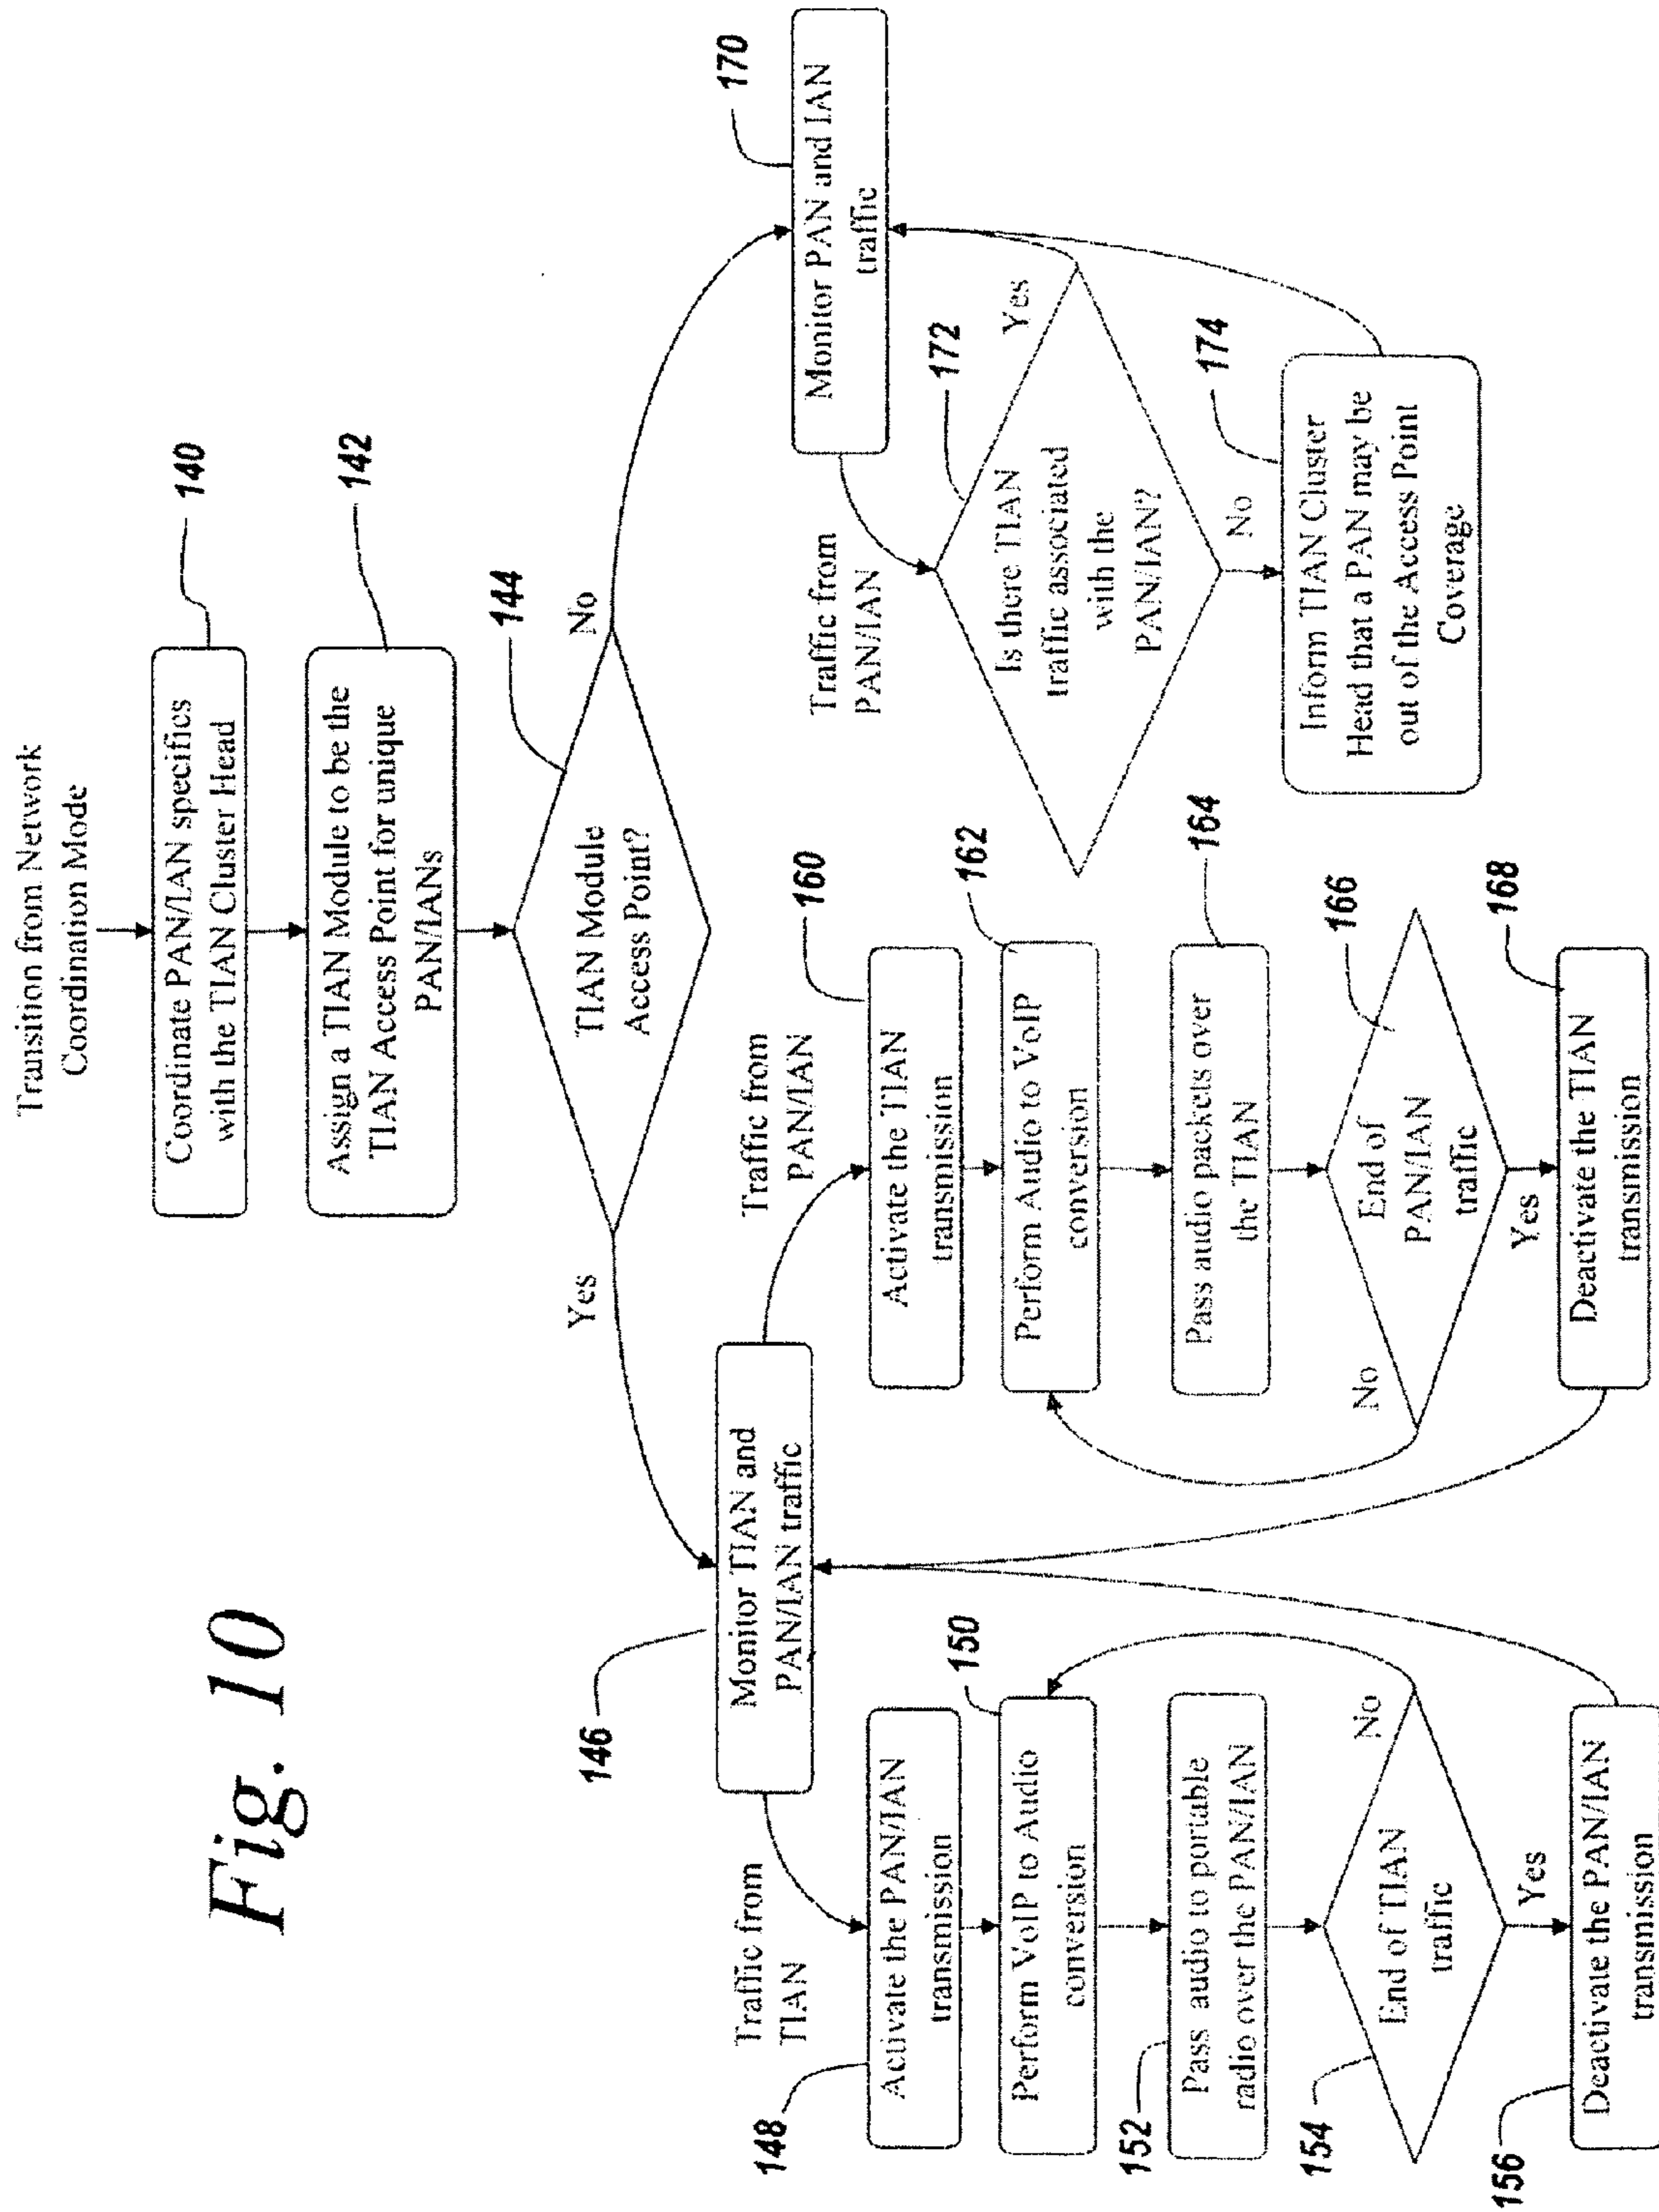 Fig. 10
Transition from Network
Coordination Mode
140
Coordinate PAN/IAN specifics
with the TIAN Cluster Head
142
Assign a TIAN Module to be the
TIAN Access Point for unique
PAN/IANs
144
TIAN Module
Access Point?
Yes
No
146
Monitor TIAN and
PAN/IAN traffic
Traffic from
TIAN
148
Activate the PAN/IAN
transmission
150
Perform VoIP to Audio
conversion
152
Pass audio to portable
radio over the PAN/IAN
154
End of TIAN
traffic
No
Yes
156
Deactivate the PAN/IAN
transmission
Traffic from
PAN/IAN
160
Activate the TIAN
transmission
162
Perform Audio to VoIP
conversion
164
Pass audio packets over
the TIAN
166
End of
PAN/IAN
traffic
No
Yes
168
Deactivate the TIAN
transmission
170
Monitor PAN and IAN
traffic
Traffic from
PAN/IAN
172
Is there TIAN
traffic associated
with the
PAN/IAN?
Yes
No
174
Inform TIAN Cluster
Head that a PAN may be
out of the Access Point
Coverage